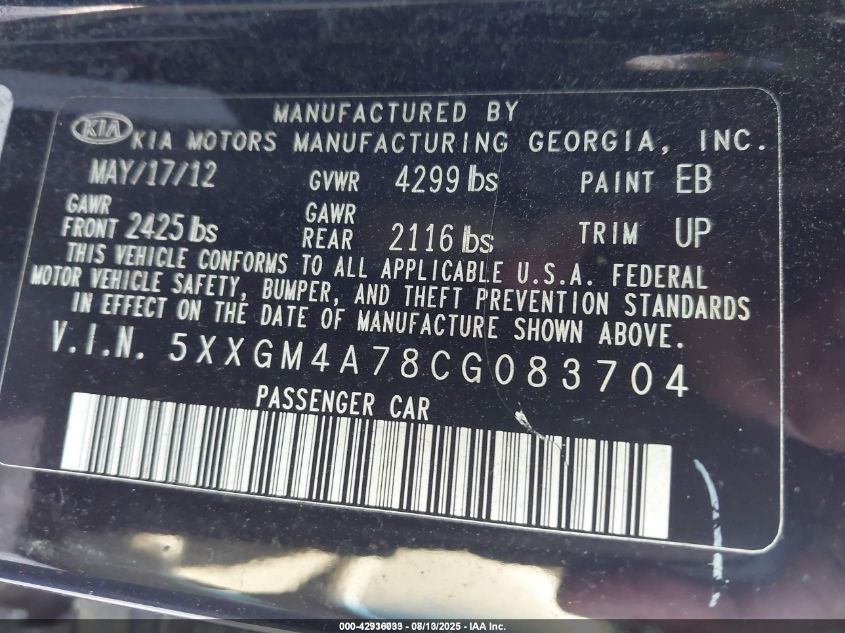 MANUFACTURED BY
KIA KIA MOTORS MANUFACTURING GEORGIA, INC.
MAY/17/12 GVWR 4299 lbs PAINT EB
GAWR FRONT 2425 lbs GAWR REAR 2116 lbs TRIM UP
THIS VEHICLE CONFORMS TO ALL APPLICABLE U.S.A. FEDERAL
MOTOR VEHICLE SAFETY, BUMPER, AND THEFT PREVENTION STANDARDS
IN EFFECT ON THE DATE OF MANUFACTURE SHOWN ABOVE.
V.I.N. 5XXGM4A78CG083704
PASSENGER CAR
000-42936033 - 08/13/2025 - IAA Inc.